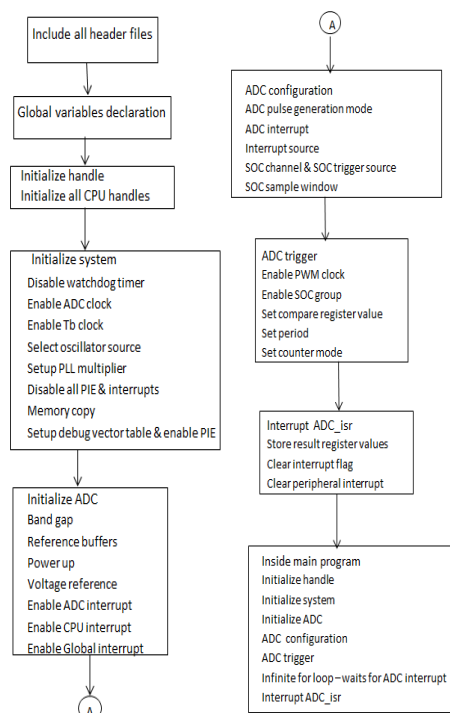 Include all header files
Global variables declaration
Initialize handle
Initialize all CPU handles
Initialize system
Disable watchdog timer
Enable ADC clock
Enable Tb clock
Select oscillator source
Setup PLL multiplier
Disable all PIE & interrupts
Memory copy
Setup debug vector table & enable PIE
Initialize ADC
Band gap
Reference buffers
Power up
Voltage reference
Enable ADC interrupt
Enable CPU interrupt
Enable Global interrupt
A
A
ADC configuration
ADC pulse generation mode
ADC interrupt
Interrupt source
SOC channel & SOC trigger source
SOC sample window
ADC trigger
Enable PWM clock
Enable SOC group
Set compare register value
Set period
Set counter mode
Interrupt ADC_isr
Store result register values
Clear interrupt flag
Clear peripheral interrupt
Inside main program
Initialize handle
Initialize system
Initialize ADC
ADC configuration
ADC trigger
Infinite for loop – waits for ADC interrupt
Interrupt ADC_isr